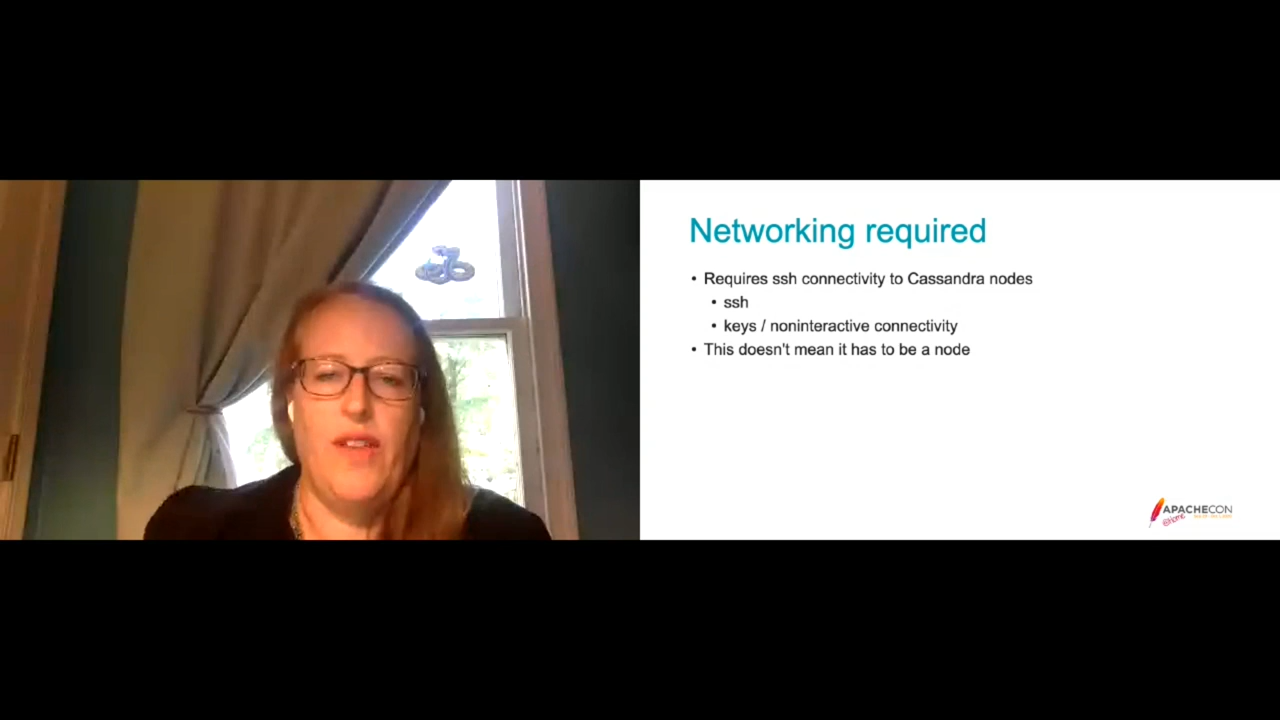 Networking required
• Requires ssh connectivity to Cassandra nodes
• ssh
• keys / noninteractive connectivity
• This doesn't mean it has to be a node
APACHECON
@Home